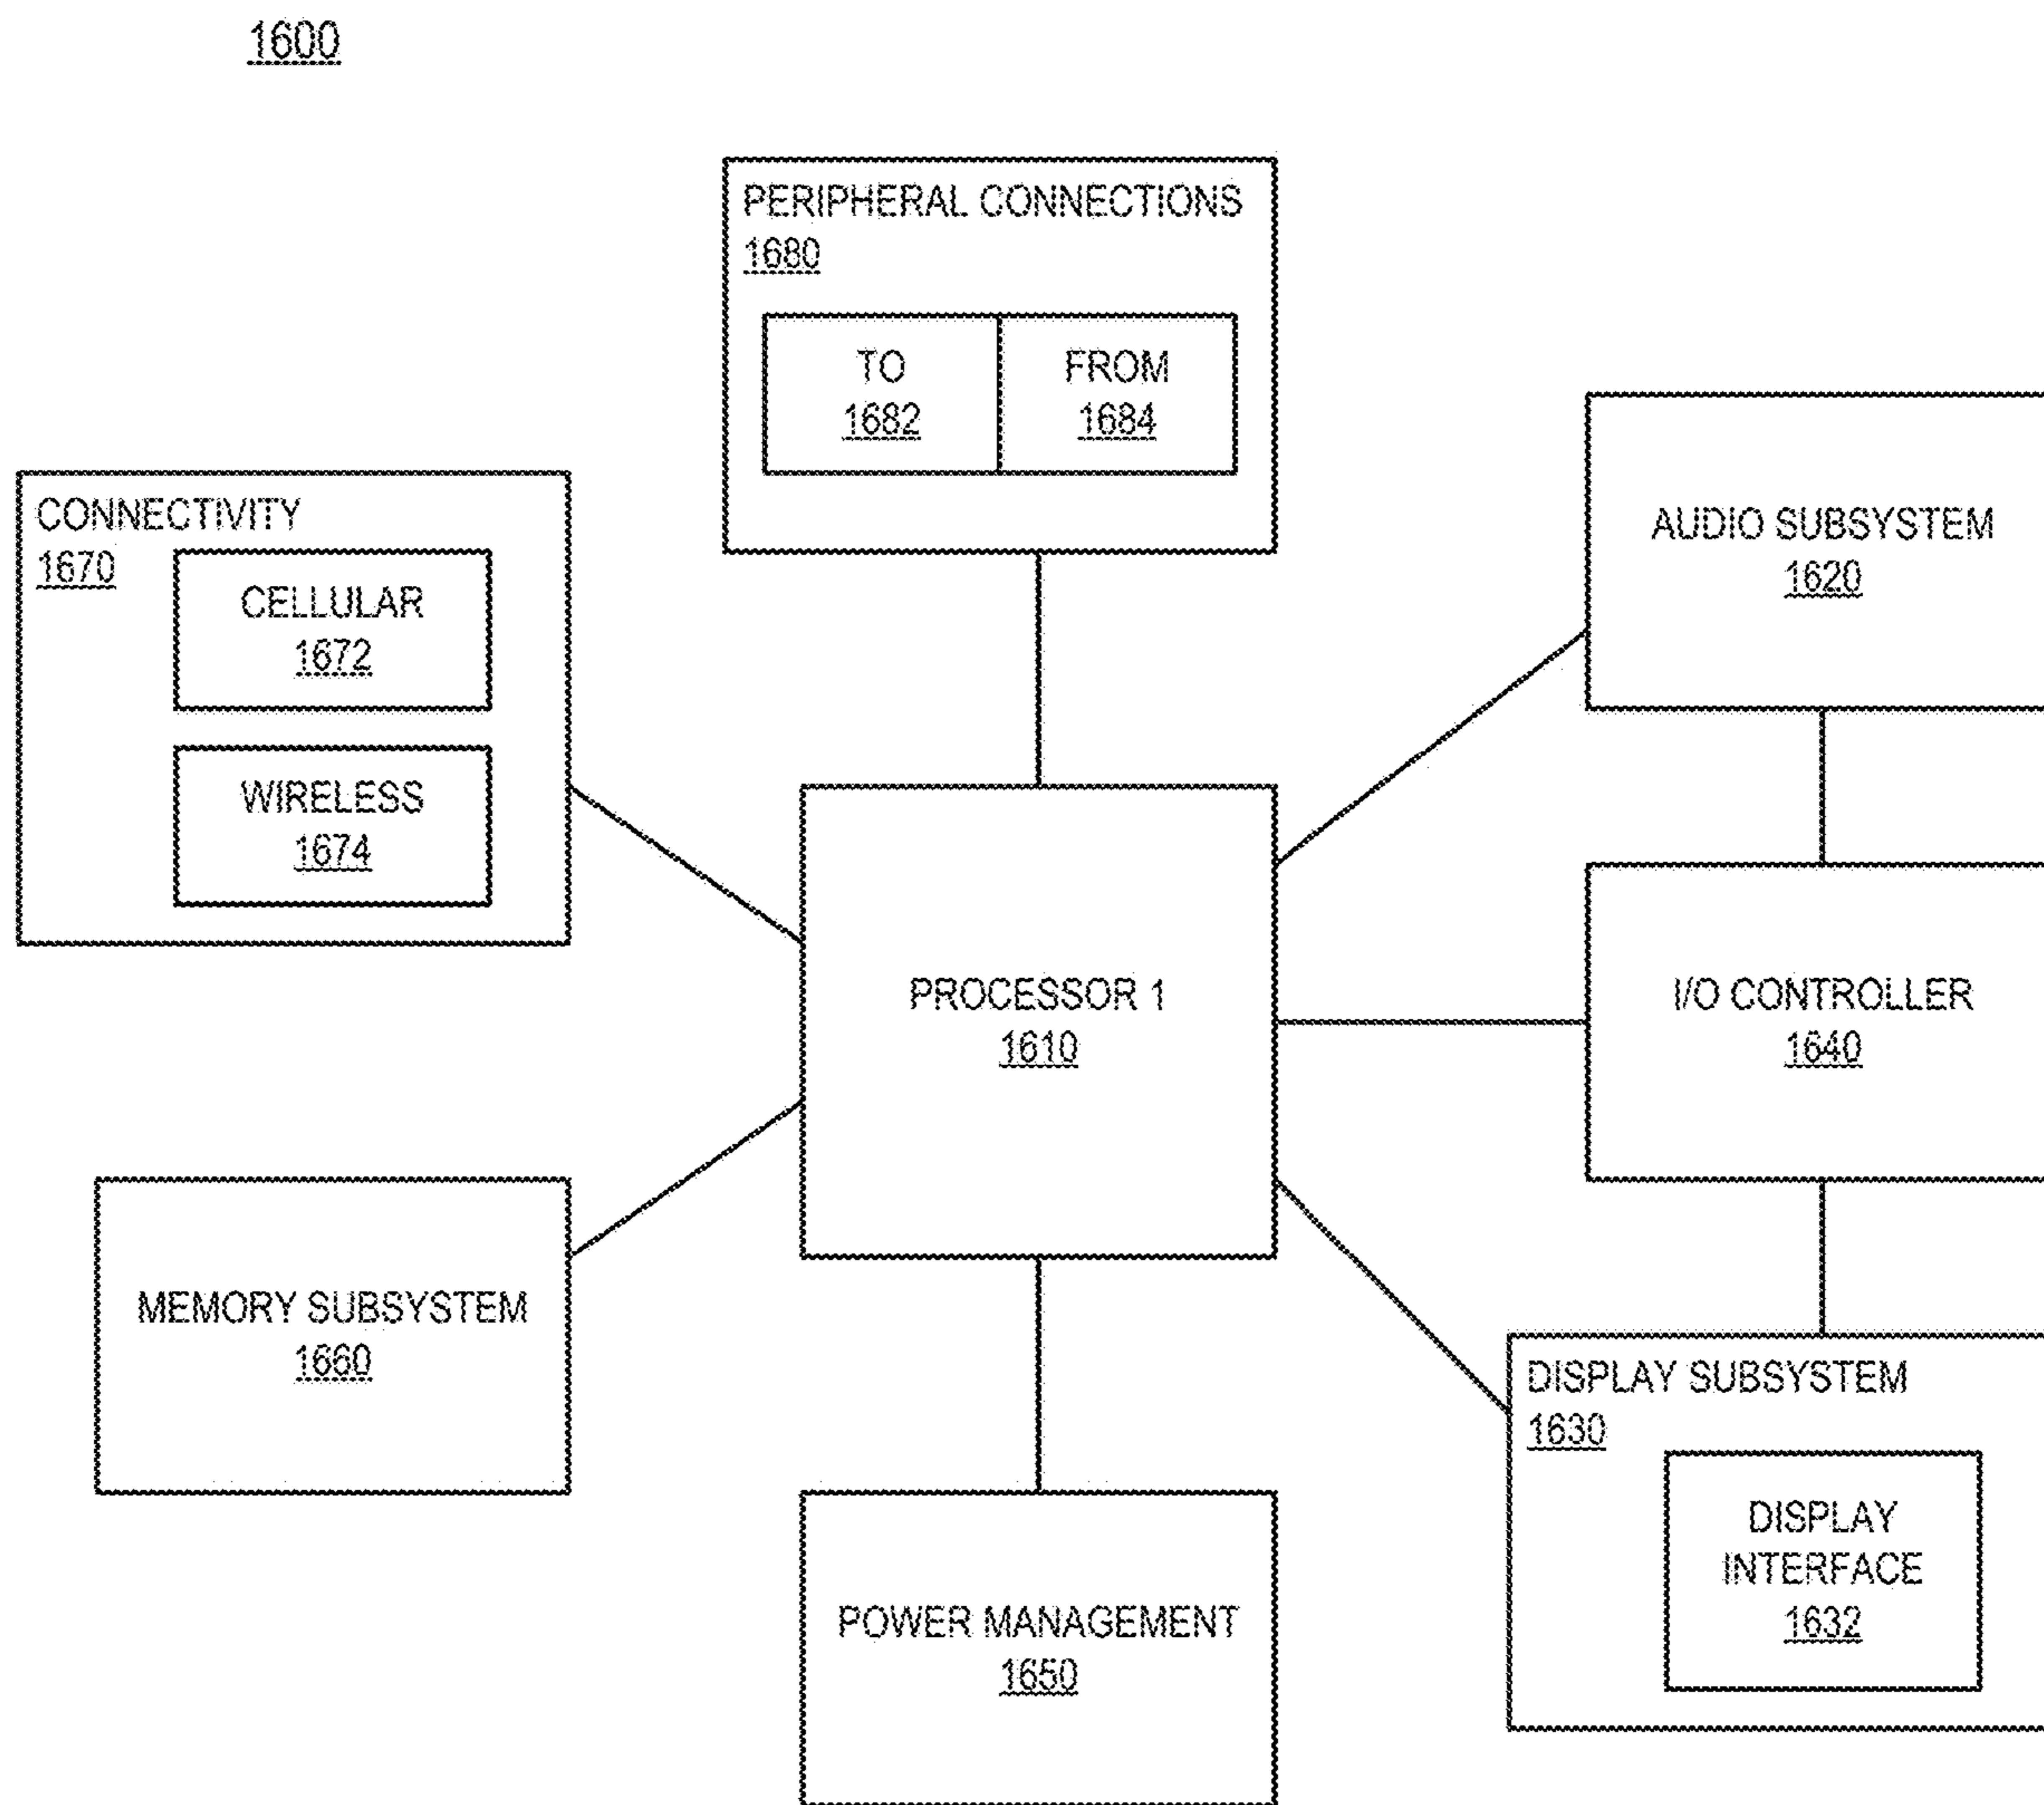 1600
PERIPHERAL CONNECTIONS
1680
TO
1682
FROM
1684
CONNECTIVITY
1670
CELLULAR
1672
WIRELESS
1674
AUDIO SUBSYSTEM
1620
PROCESSOR 1
1610
I/O CONTROLLER
1640
MEMORY SUBSYSTEM
1660
DISPLAY SUBSYSTEM
1630
DISPLAY
INTERFACE
1632
POWER MANAGEMENT
1650